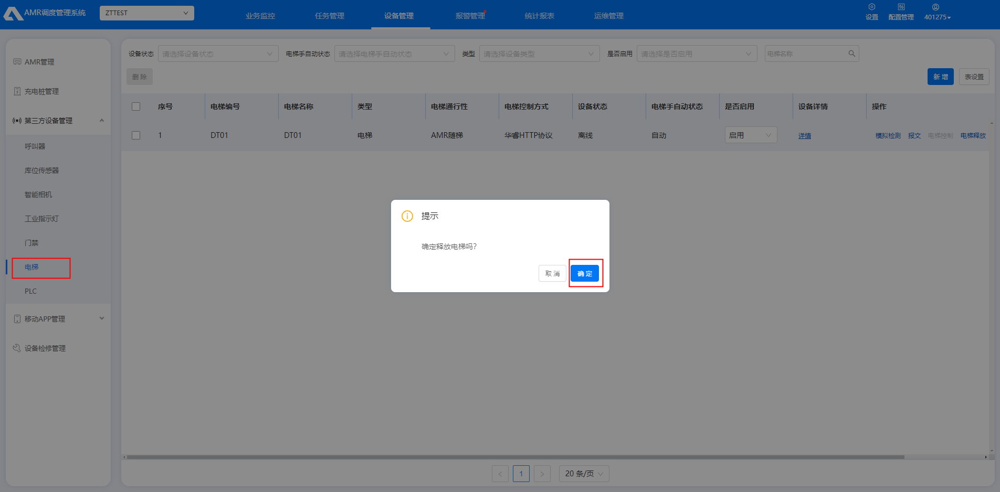 AMR调度管理系统
ZTTEST
业务监控
任务管理
设备管理
报警管理
统计报表
运维管理
设置
配置管理
401275
AMR管理
充电桩管理
第三方设备管理
呼叫器
库位传感器
智能相机
工业指示灯
门禁
电梯
PLC
移动APP管理
设备检修管理
设备状态 请选择设备状态 电梯手自动状态 请选择电梯手自动状态 类型 请选择设备类型 是否启用 请选择是否启用 电梯名称
删 除
新 增
表设置
序号 电梯编号 电梯名称 类型 电梯通行性 电梯控制方式 设备状态 电梯手自动状态 是否启用 设备详情 操作
1 DT01 DT01 电梯 AMR随梯 华睿HTTP协议 离线 自动 启用 详情 模拟检测 报文 电梯控制 电梯释放
提示
确定释放电梯吗？
取 消
确 定
< 1 > 20 条/页